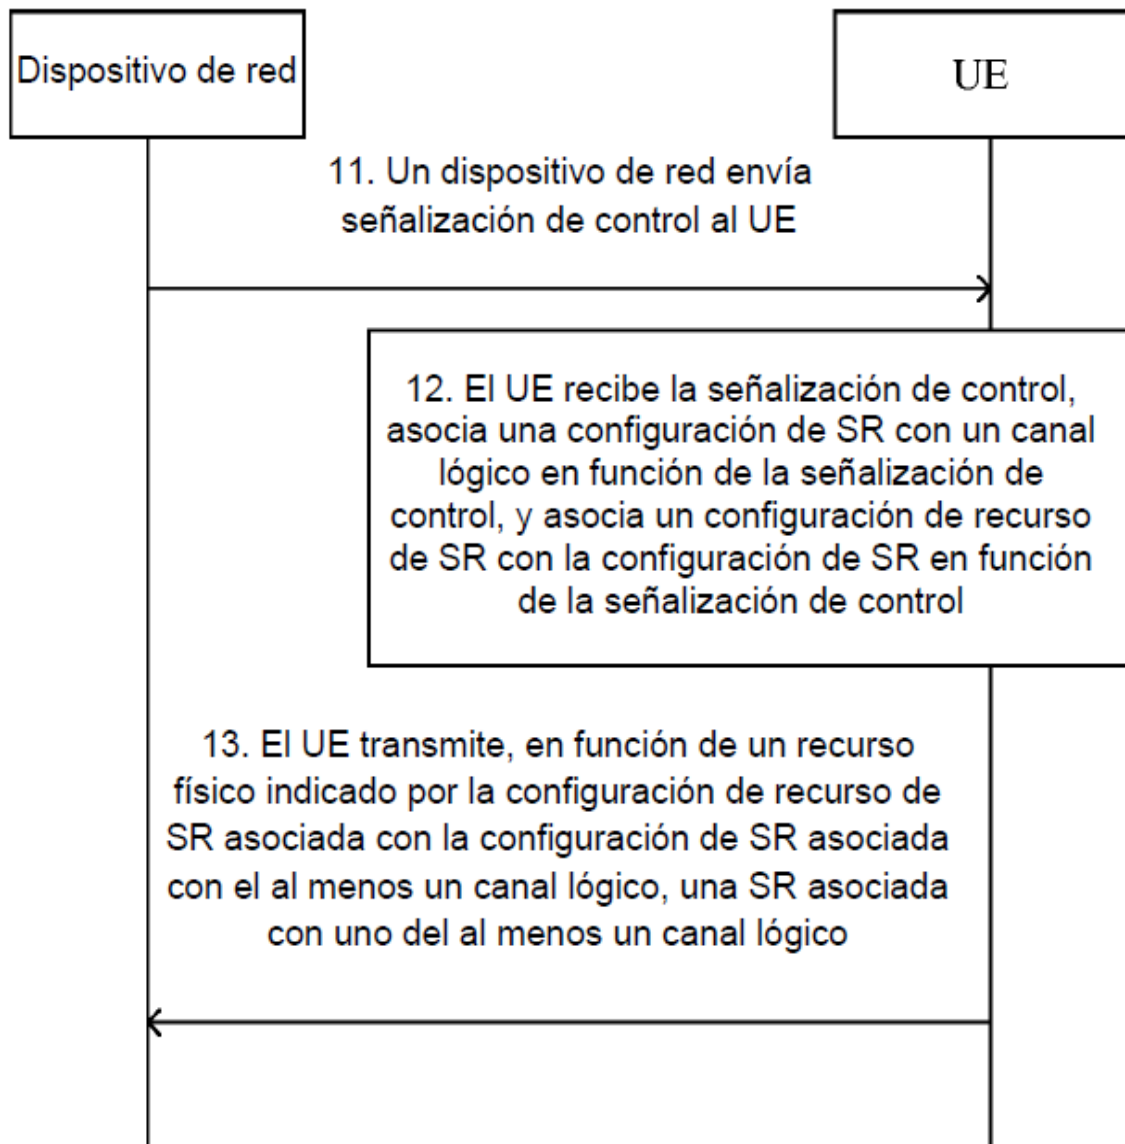 Dispositivo de red
UE
11. Un dispositivo de red envía
señalización de control al UE
12. El UE recibe la señalización de control,
asocia una configuración de SR con un canal
lógico en función de la señalización de
control, y asocia un configuración de recurso
de SR con la configuración de SR en función
de la señalización de control
13. El UE transmite, en función de un recurso
físico indicado por la configuración de recurso de
SR asociada con la configuración de SR asociada
con el al menos un canal lógico, una SR asociada
con uno del al menos un canal lógico